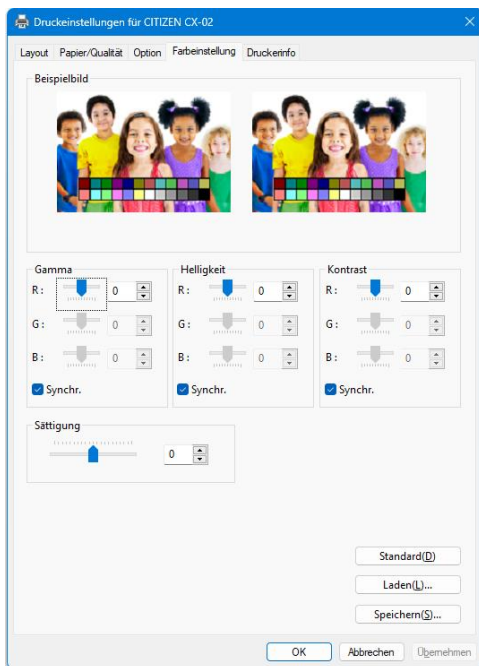 Druckeinstellungen für CITIZEN CX-02
Layout Papier/Qualität Option Farbeinstellung Druckerinfo
Beispielbild
Gamma Helligkeit Kontrast
R: 0 R: 0 R: 0
G: 0 G: 0 G: 0
B: 0 B: 0 B: 0
Synchr. Synchr. Synchr.
Sättigung
0
Standard(D)
Laden(L)...
Speichern(S)...
OK Abbrechen Übernehmen